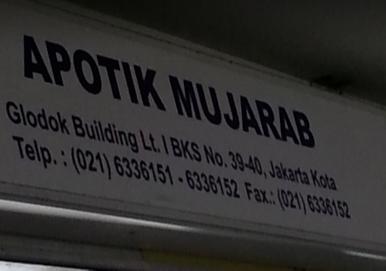 APOTIK MUJARAB
Glodok Building Lt. I BKS No. 39-40, Jakarta Kota
Telp. : (021) 6336151 - 6336152 Fax.: (021) 6336152